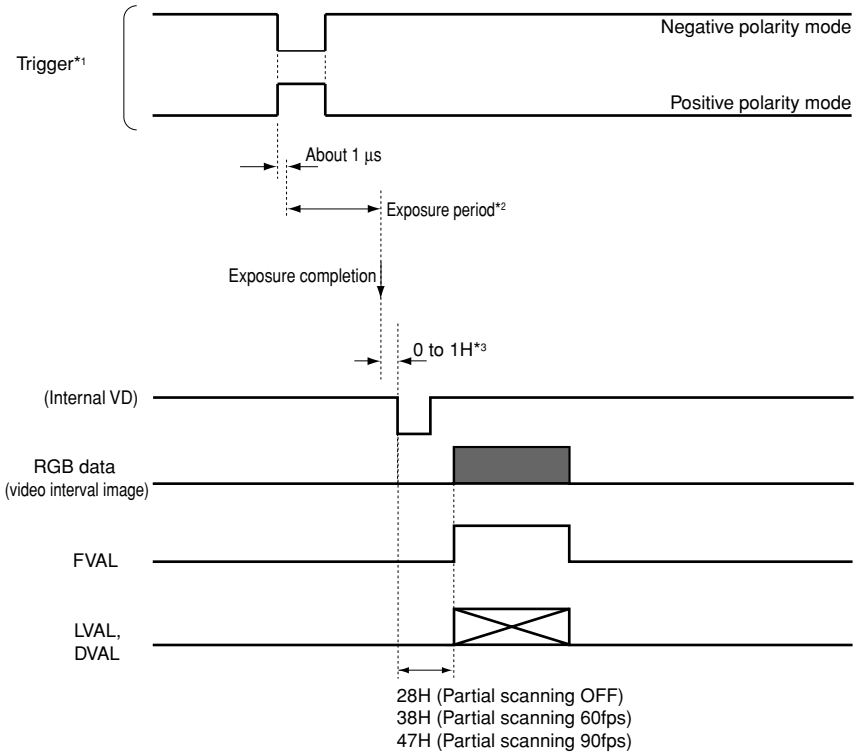 Negative polarity mode
Trigger*1
Positive polarity mode
About 1 μs
Exposure period*2
Exposure completion
0 to 1H*3
(Internal VD)
RGB data
(video interval image)
FVAL
LVAL,
DVAL
28H (Partial scanning OFF)
38H (Partial scanning 60fps)
47H (Partial scanning 90fps)